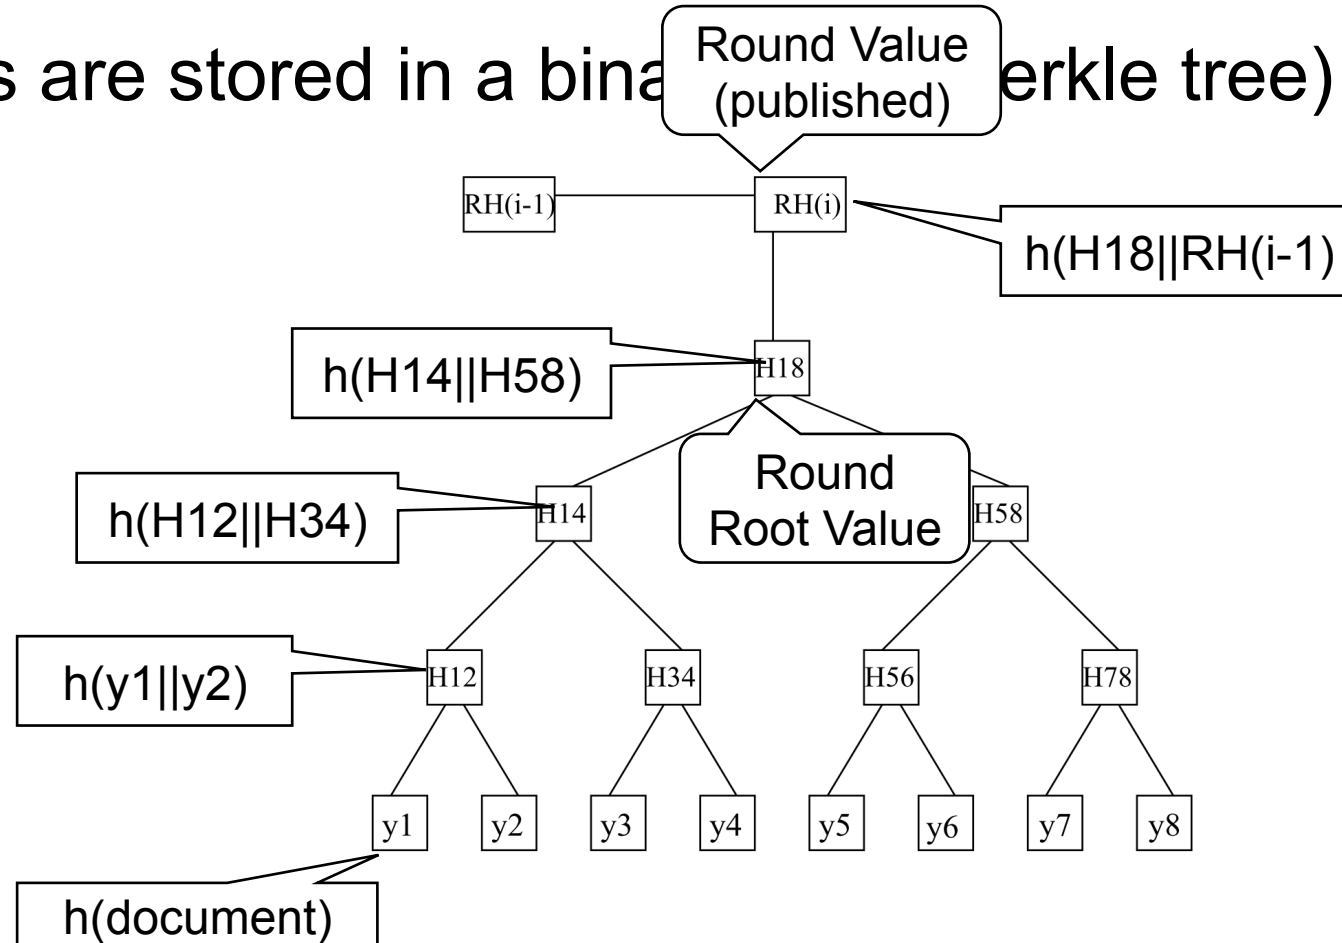 s are stored in a bina
erkle tree)
Round Value
(published)
RH(i-1)
RH(i)
h(H18||RH(i-1)
h(H14||H58)
H18
Round
Root Value
h(H12||H34)
H14
H58
h(y1||y2)
H12
H34
H56
H78
y1
y2
y3
y4
y5
y6
y7
y8
h(document)